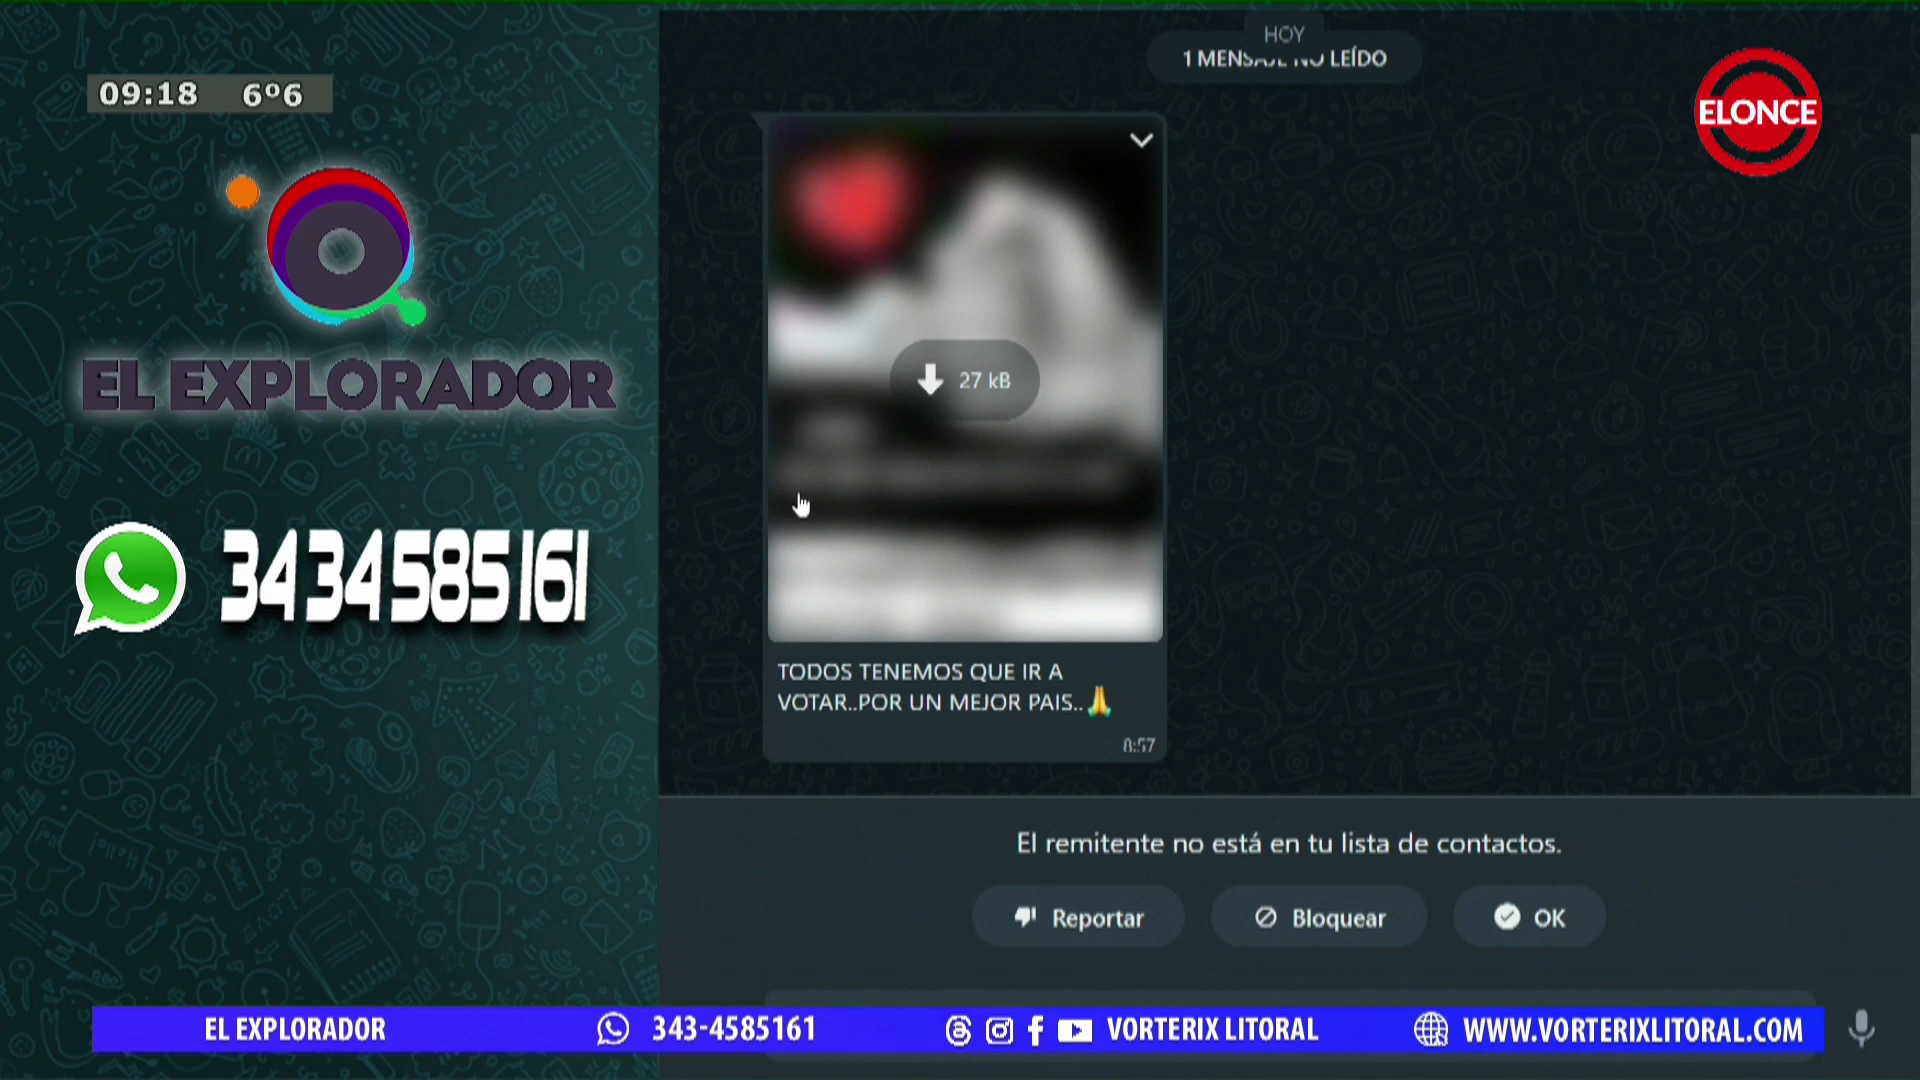 09:18 6º6
EL EXPLORADOR
3434585161
HOY
1 MENSAJE NO LEÍDO
ELONCE
27 kB
TODOS TENEMOS QUE IR A
VOTAR..POR UN MEJOR PAIS..🙏
8:57
El remitente no está en tu lista de contactos.
Reportar
Bloquear
OK
EL EXPLORADOR
343-4585161
VORTERIX LITORAL
WWW.VORTERIXLITORAL.COM